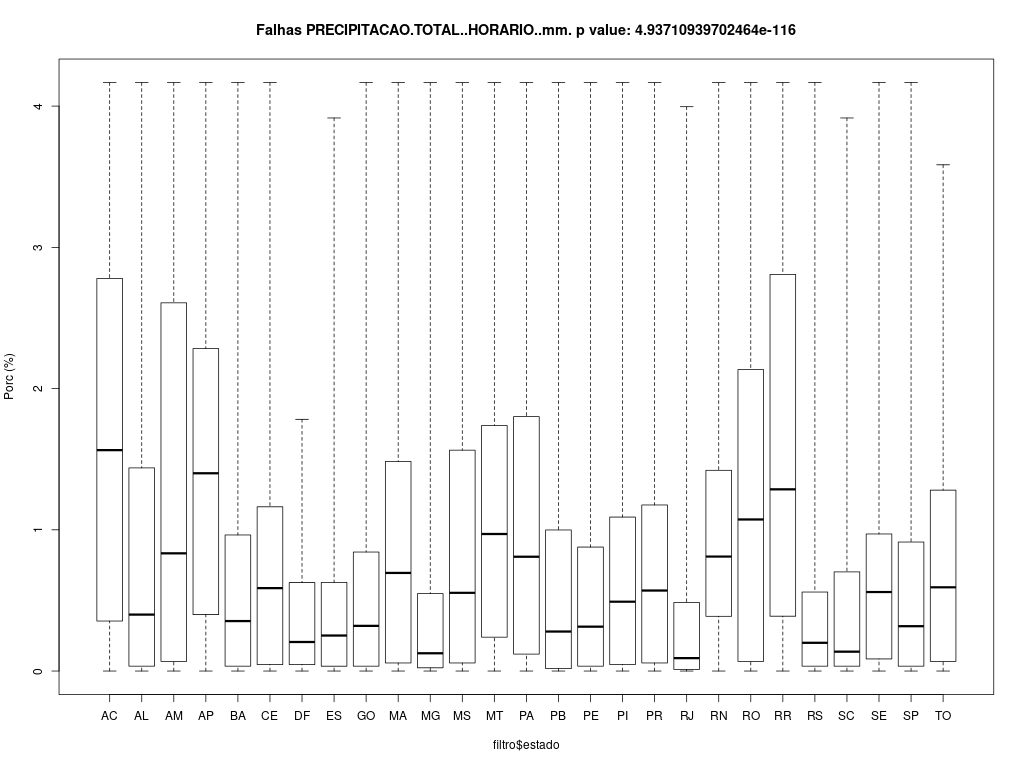 Falhas PRECIPITACAO.TOTAL..HORARIO..mm. p value: 4.93710939702464e-116
Porc (%)
4
3
2
1
0
AC AL AM AP BA CE DF ES GO MA MG MS MT PA PB PE PI PR RJ RN RO RR RS SC SE SP TO
filtro$estado